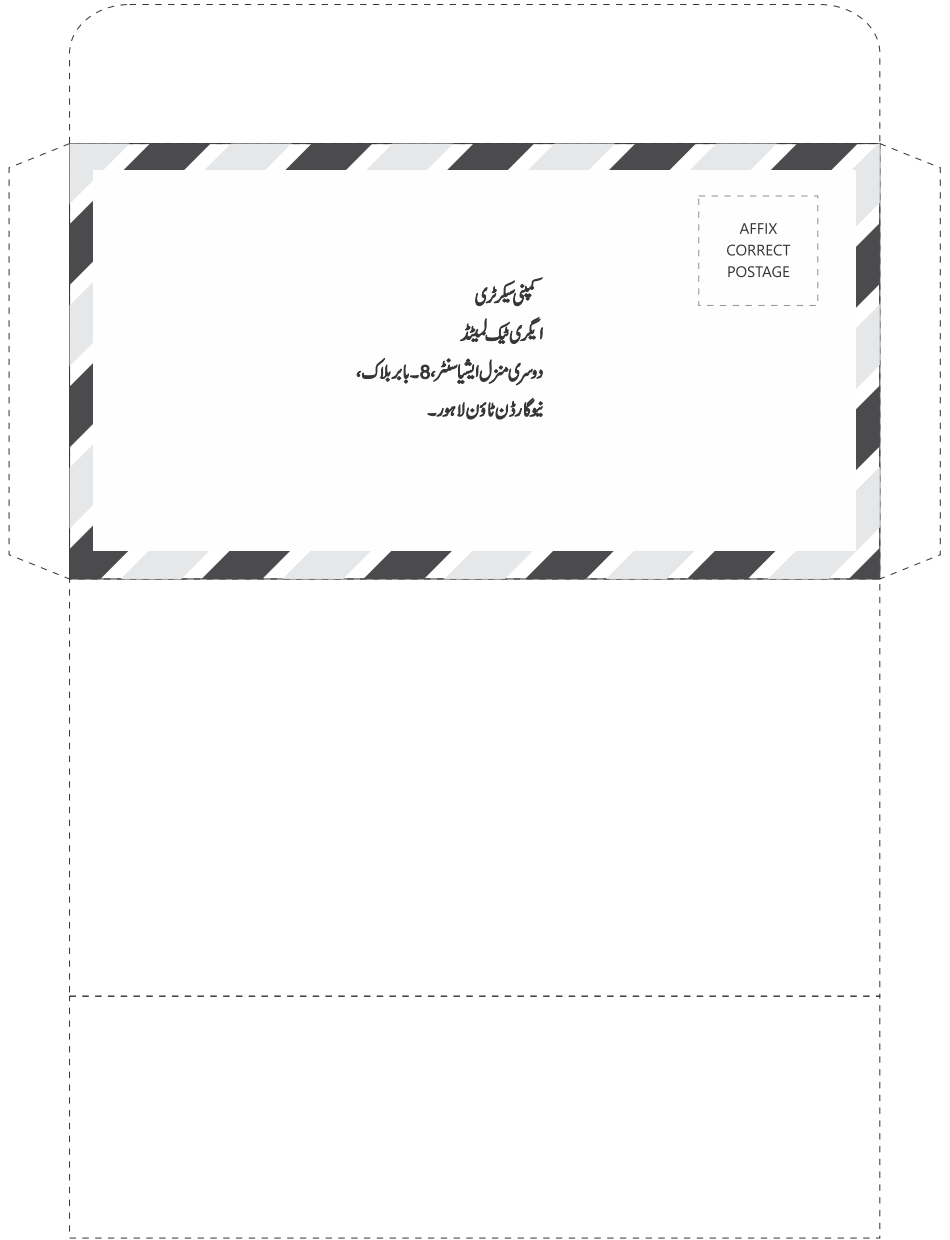 AFFIX
CORRECT
POSTAGE
کمپنی سیکرٹری
ایگری ٹیک لمیٹڈ
دوسری منزل ایشیا سنٹر، 8۔بابر بلاک،
نیو گارڈن ٹاؤن لاہور۔